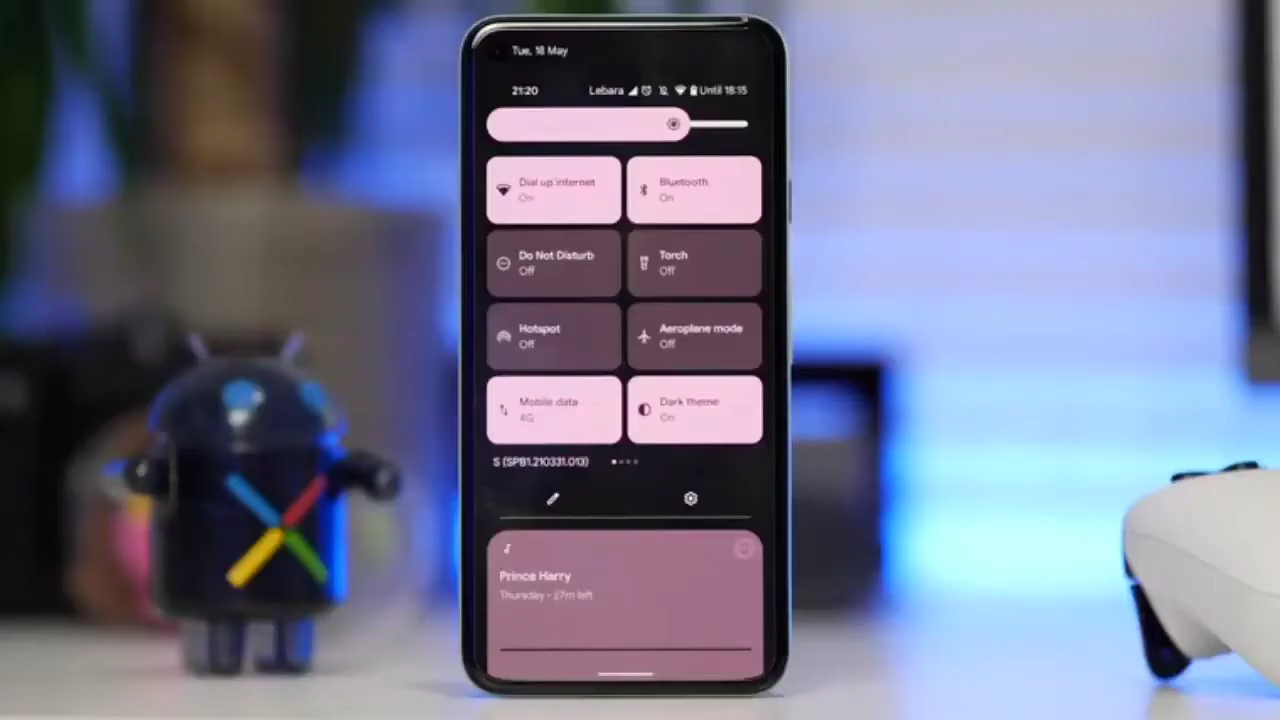 Tue, 18 May
21:20 Lebara Until 18:15
Dial up internet
On
Bluetooth
On
Do Not Disturb
Off
Torch
Off
Hotspot
Off
Aeroplane mode
Off
Mobile data
4G
Dark theme
On
S (SPB1.210331.013)
Prince Harry
Thursday • 27m left